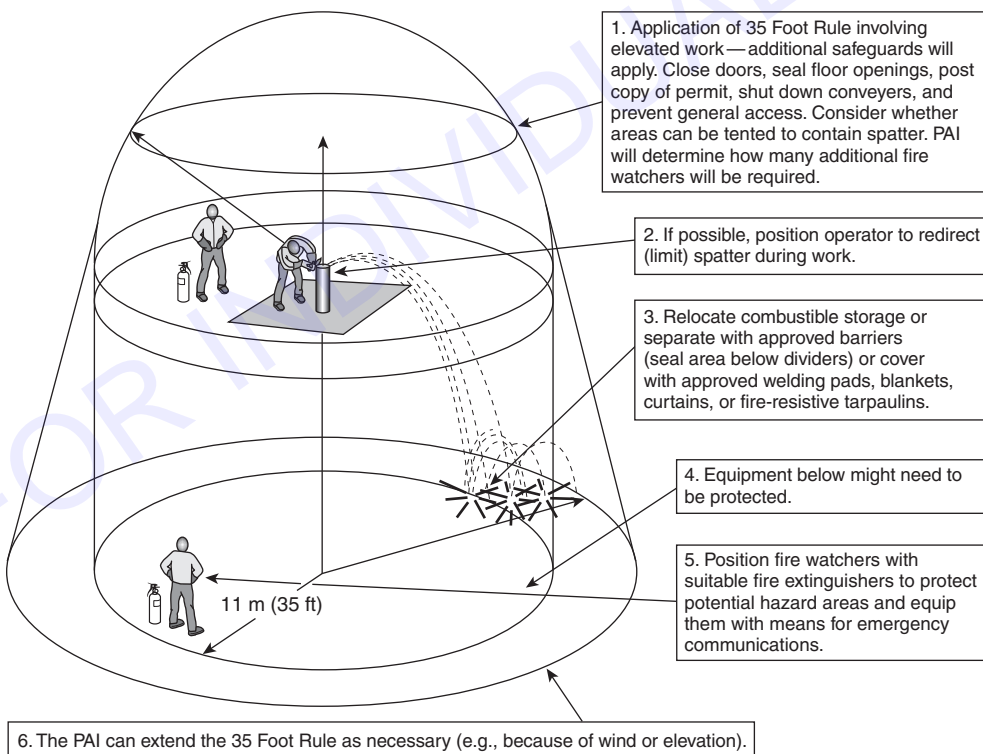 1. Application of 35 Foot Rule involving
elevated work — additional safeguards will
apply. Close doors, seal floor openings, post
copy of permit, shut down conveyers, and
prevent general access. Consider whether
areas can be tented to contain spatter. PAI
will determine how many additional fire
watchers will be required.
2. If possible, position operator to redirect
(limit) spatter during work.
3. Relocate combustible storage or
separate with approved barriers
(seal area below dividers) or cover
with approved welding pads, blankets,
curtains, or fire-resistive tarpaulins.
4. Equipment below might need to
be protected.
5. Position fire watchers with
suitable fire extinguishers to protect
potential hazard areas and equip
them with means for emergency
communications.
11 m (35 ft)
6. The PAI can extend the 35 Foot Rule as necessary (e.g., because of wind or elevation).
FOR INDIVIDUAL